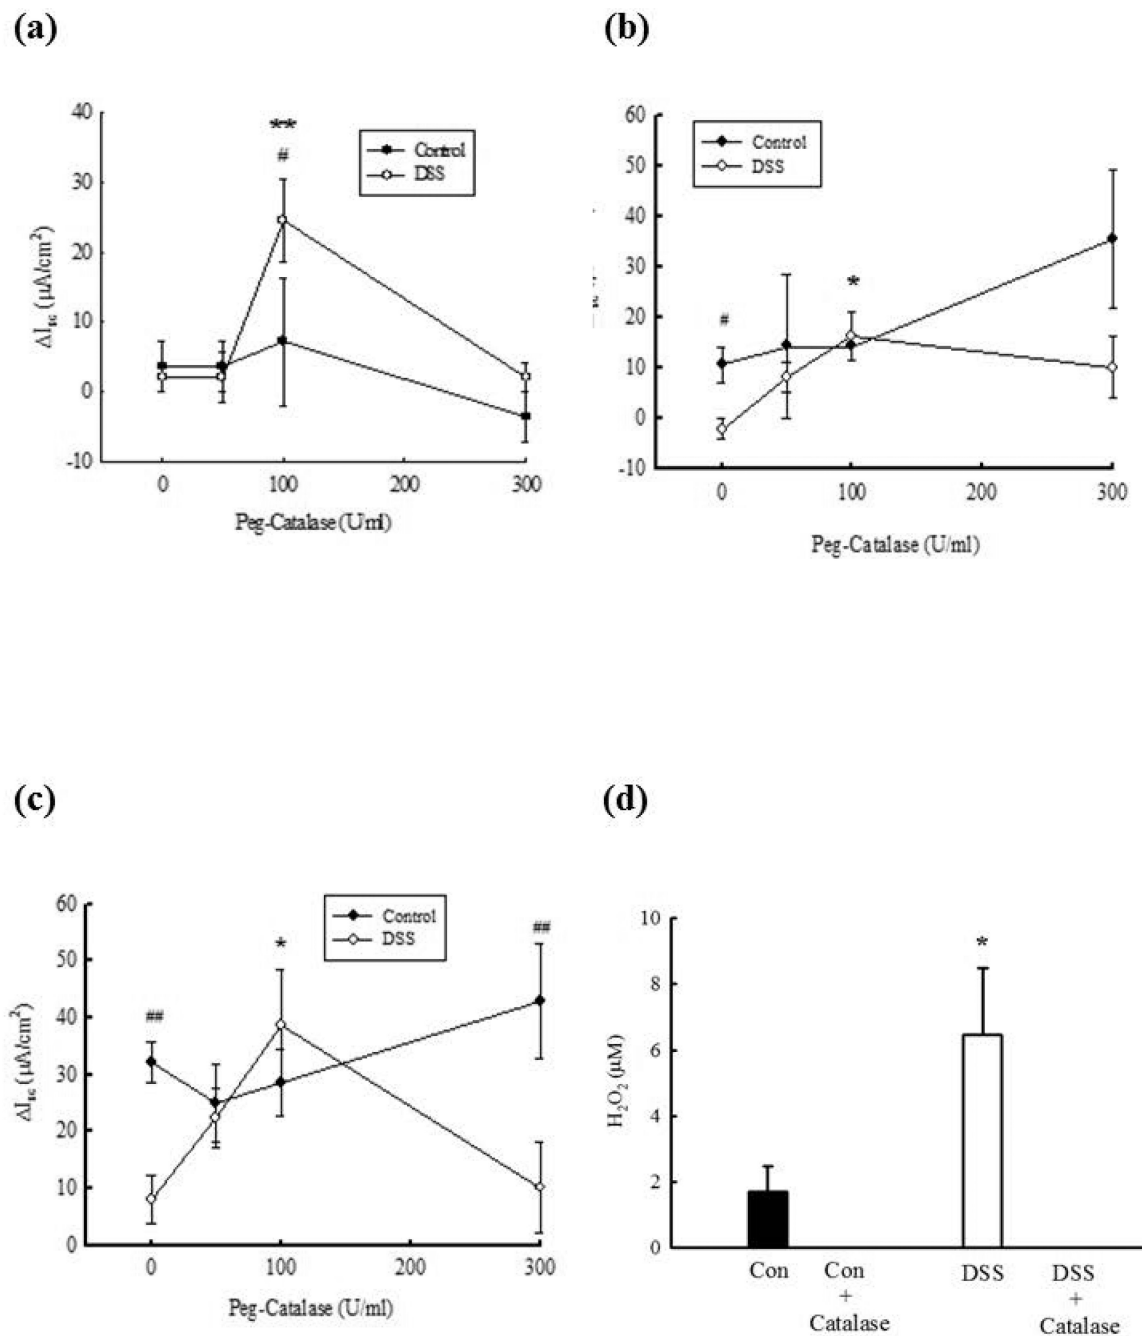 (a)
40
30
20
10
0
-10
ΔIsc (μA/cm²)
**
#
Control
DSS
0
100
200
300
Peg-Catalase (Uml)
(b)
60
50
40
30
20
10
0
-10
#
*
Control
DSS
0
100
200
300
Peg-Catalase (U/ml)
(c)
60
50
40
30
20
10
0
ΔIsc (μA/cm²)
##
*
##
Control
DSS
0
100
200
300
Peg-Catalase (U/ml)
(d)
10
8
6
4
2
0
H₂O₂ (μM)
*
Con
Con
+
Catalase
DSS
DSS
+
Catalase